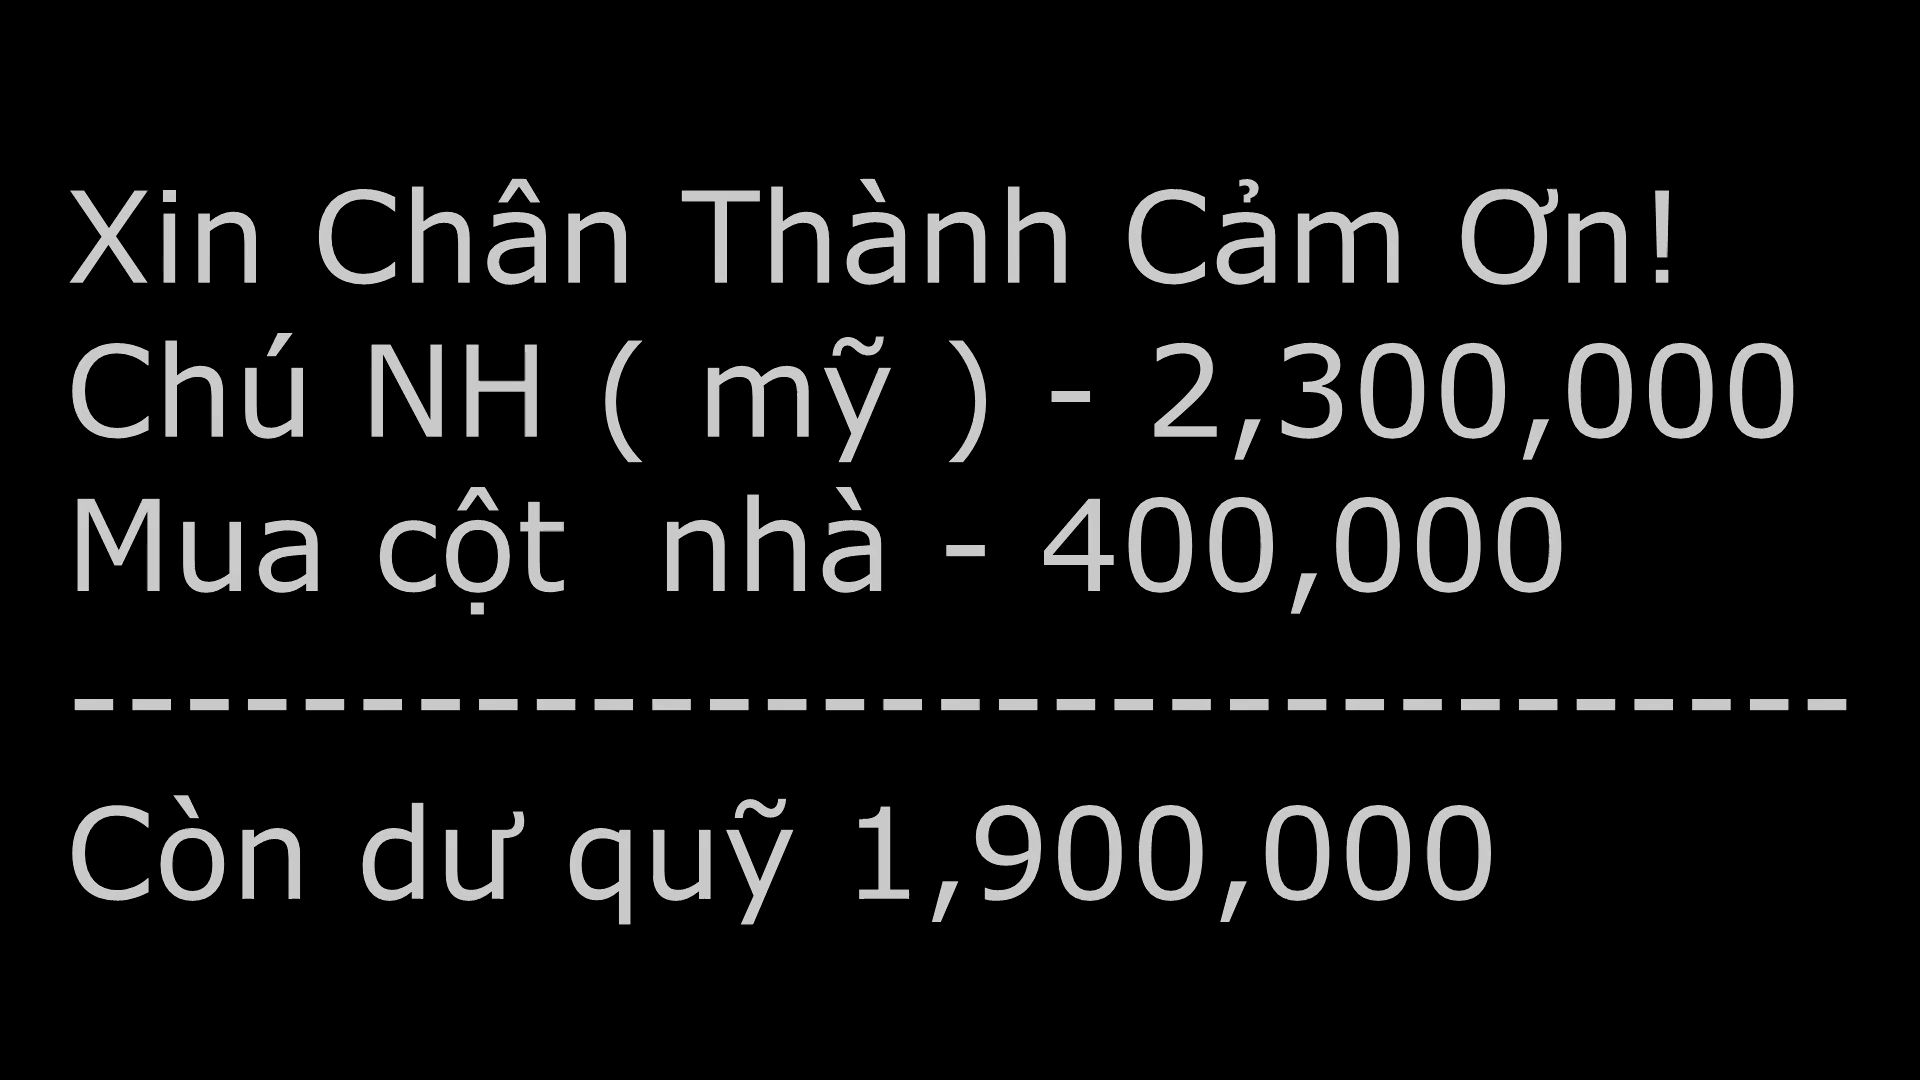 Xin Chân Thành Cảm Ơn!
Chú NH ( mỹ ) - 2,300,000
Mua cột  nhà - 400,000
-------------------------------
Còn dư quỹ 1,900,000